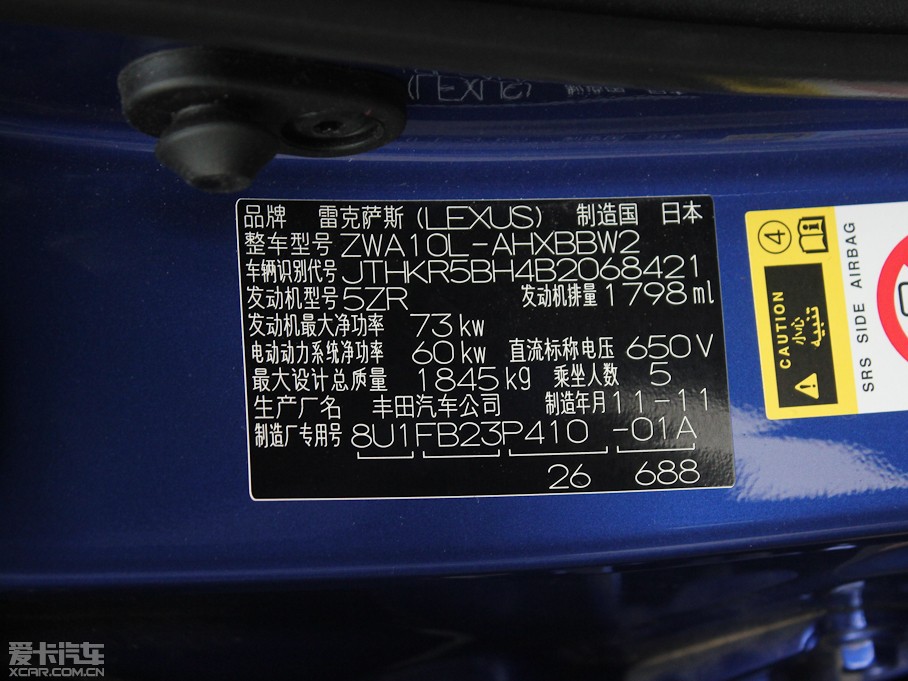 品牌 雷克萨斯(LEXUS) 制造国 日本
整车型号 ZWA10L-AHXBBW2
车辆识别代号 JTHKR5BH4B2068421
发动机型号 5ZR 发动机排量 1798ml
发动机最大净功率 73kw
电动动力系统净功率 60kw 直流标称电压 650V
最大设计总质量 1845kg 乘坐人数 5
生产厂名 丰田汽车公司 制造年月 11-11
制造厂专用号 8U1FB23P410-01A
26 688
4
CAUTION
小心
تنبيه
SRS SIDE AIRBAG
爱卡汽车
XCAR.COM.CN